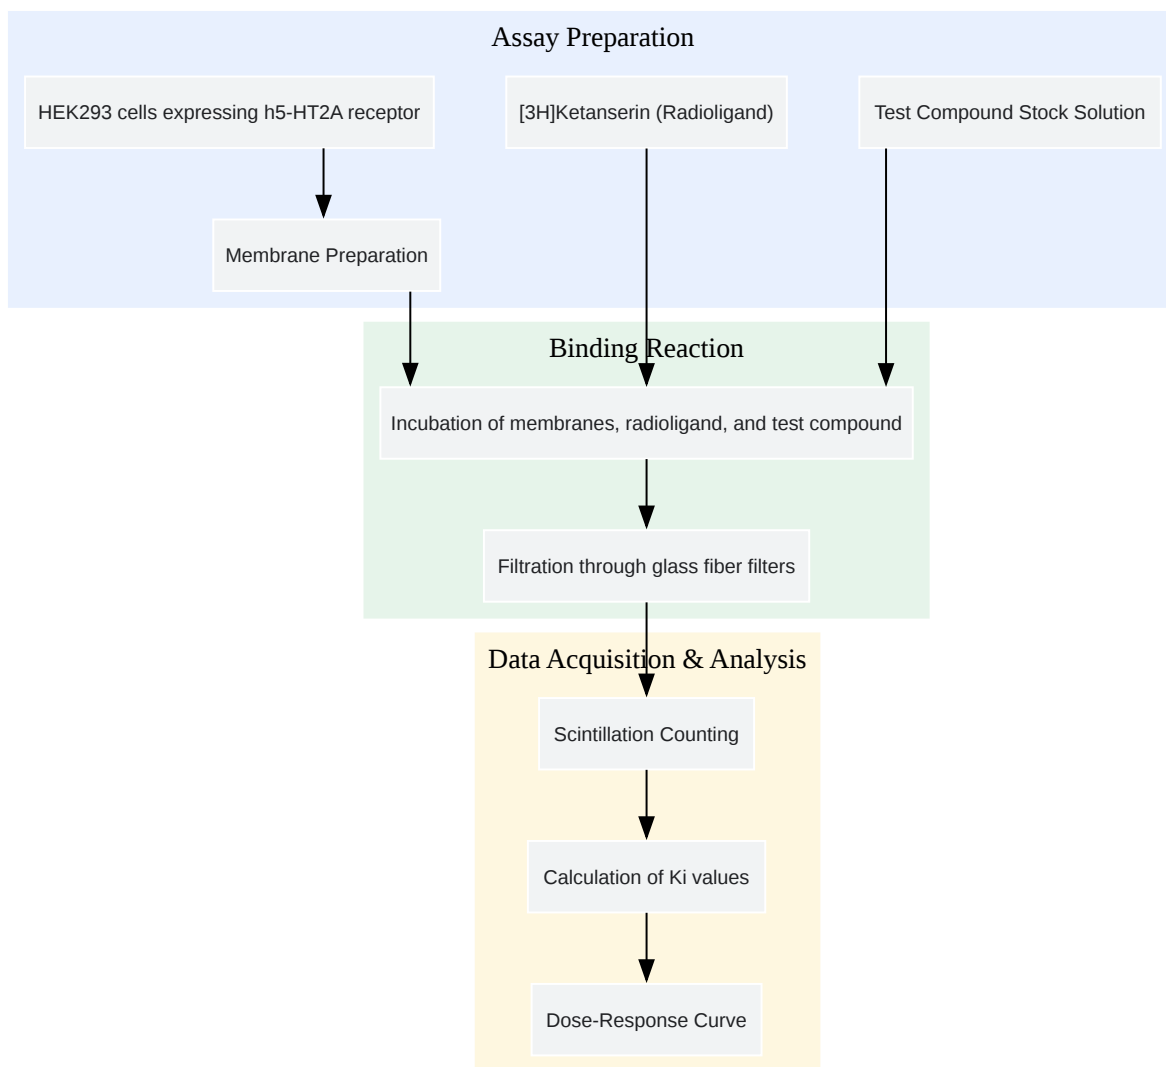 Assay Preparation
HEK293 cells expressing h5-HT2A receptor
[3H]Ketanserin (Radioligand)
Test Compound Stock Solution
Membrane Preparation
Binding Reaction
Incubation of membranes, radioligand, and test compound
Filtration through glass fiber filters
Data Acquisition & Analysis
Scintillation Counting
Calculation of Ki values
Dose-Response Curve